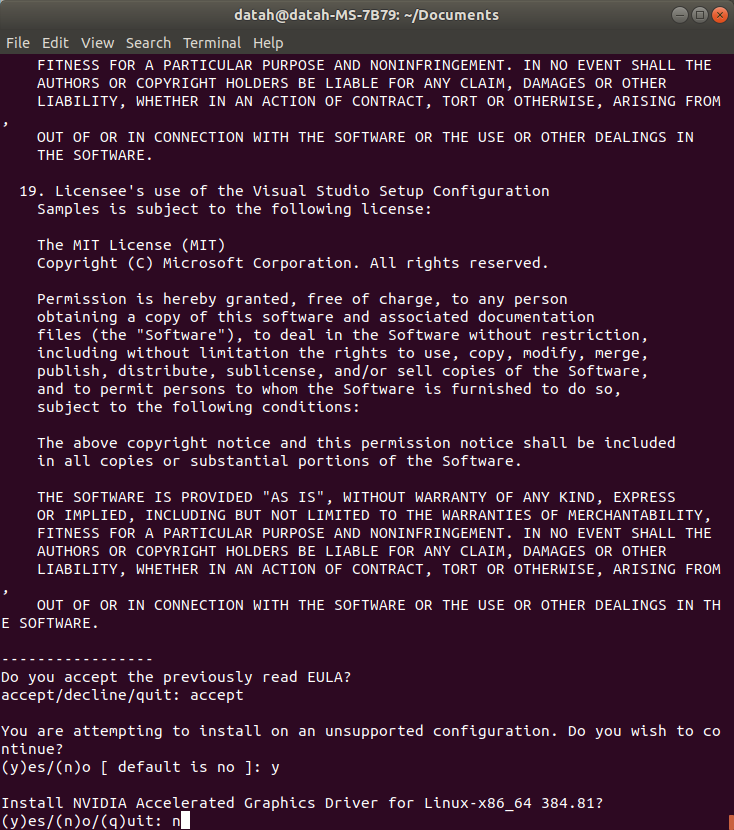 datah@datah-MS-7B79: ~/Documents
File Edit View Search Terminal Help
FITNESS FOR A PARTICULAR PURPOSE AND NONINFRINGEMENT. IN NO EVENT SHALL THE
AUTHORS OR COPYRIGHT HOLDERS BE LIABLE FOR ANY CLAIM, DAMAGES OR OTHER
LIABILITY, WHETHER IN AN ACTION OF CONTRACT, TORT OR OTHERWISE, ARISING FROM
,
OUT OF OR IN CONNECTION WITH THE SOFTWARE OR THE USE OR OTHER DEALINGS IN
THE SOFTWARE.
19. Licensee's use of the Visual Studio Setup Configuration
Samples is subject to the following license:
The MIT License (MIT)
Copyright (C) Microsoft Corporation. All rights reserved.
Permission is hereby granted, free of charge, to any person
obtaining a copy of this software and associated documentation
files (the "Software"), to deal in the Software without restriction,
including without limitation the rights to use, copy, modify, merge,
publish, distribute, sublicense, and/or sell copies of the Software,
and to permit persons to whom the Software is furnished to do so,
subject to the following conditions:
The above copyright notice and this permission notice shall be included
in all copies or substantial portions of the Software.
THE SOFTWARE IS PROVIDED "AS IS", WITHOUT WARRANTY OF ANY KIND, EXPRESS
OR IMPLIED, INCLUDING BUT NOT LIMITED TO THE WARRANTIES OF MERCHANTABILITY,
FITNESS FOR A PARTICULAR PURPOSE AND NONINFRINGEMENT. IN NO EVENT SHALL THE
AUTHORS OR COPYRIGHT HOLDERS BE LIABLE FOR ANY CLAIM, DAMAGES OR OTHER
LIABILITY, WHETHER IN AN ACTION OF CONTRACT, TORT OR OTHERWISE, ARISING FROM
,
OUT OF OR IN CONNECTION WITH THE SOFTWARE OR THE USE OR OTHER DEALINGS IN TH
E SOFTWARE.
-----------------
Do you accept the previously read EULA?
accept/decline/quit: accept
You are attempting to install on an unsupported configuration. Do you wish to co
ntinue?
(y)es/(n)o [ default is no ]: y
Install NVIDIA Accelerated Graphics Driver for Linux-x86_64 384.81?
(y)es/(n)o/(q)uit: n